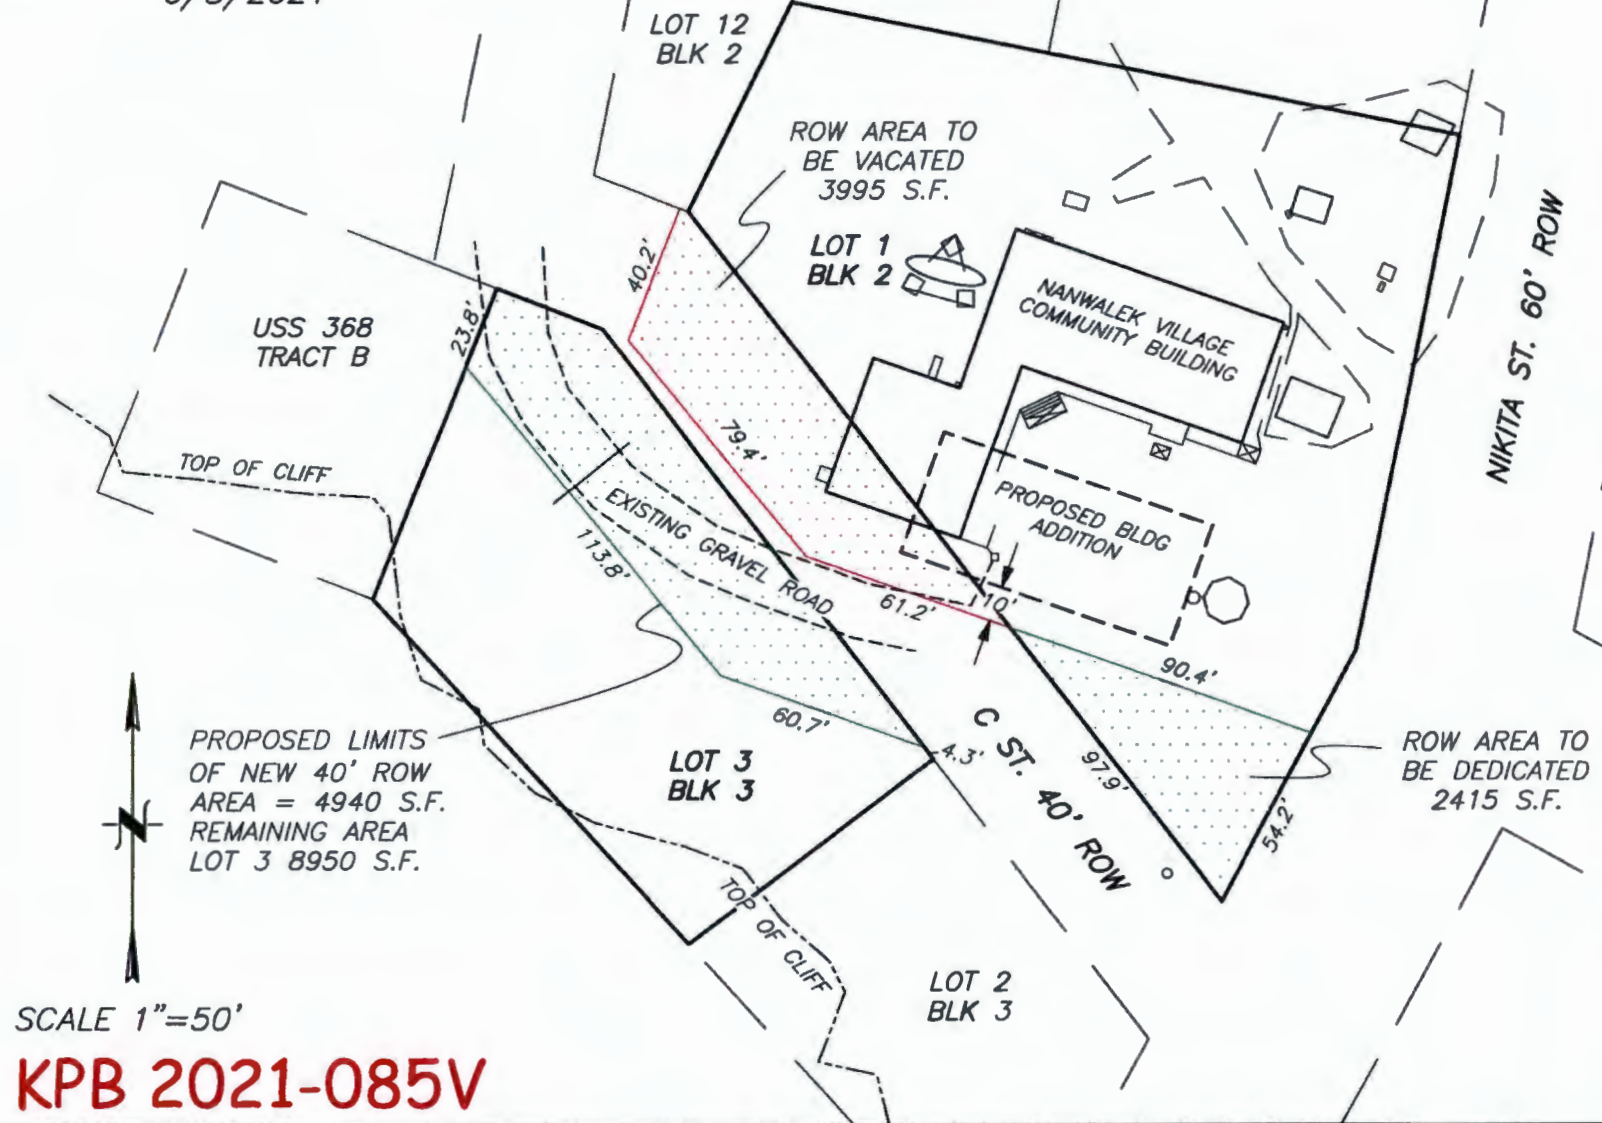 LOT 12
BLK 2
ROW AREA TO
BE VACATED
3995 S.F.
LOT 1
BLK 2
NANWALEK VILLAGE
COMMUNITY BUILDING
NIKITA ST. 60' ROW
40.2'
23.8'
USS 368
TRACT B
TOP OF CLIFF
79.4'
EXISTING GRAVEL ROAD
113.8'
PROPOSED BLDG
ADDITION
61.2'
10'
90.4'
60.7'
4.3'
C ST. 40' ROW
97.9'
54.2'
ROW AREA TO
BE DEDICATED
2415 S.F.
PROPOSED LIMITS
OF NEW 40' ROW
AREA = 4940 S.F.
REMAINING AREA
LOT 3 8950 S.F.
LOT 3
BLK 3
TOP OF CLIFF
LOT 2
BLK 3
N
SCALE 1"=50'
KPB 2021-085V